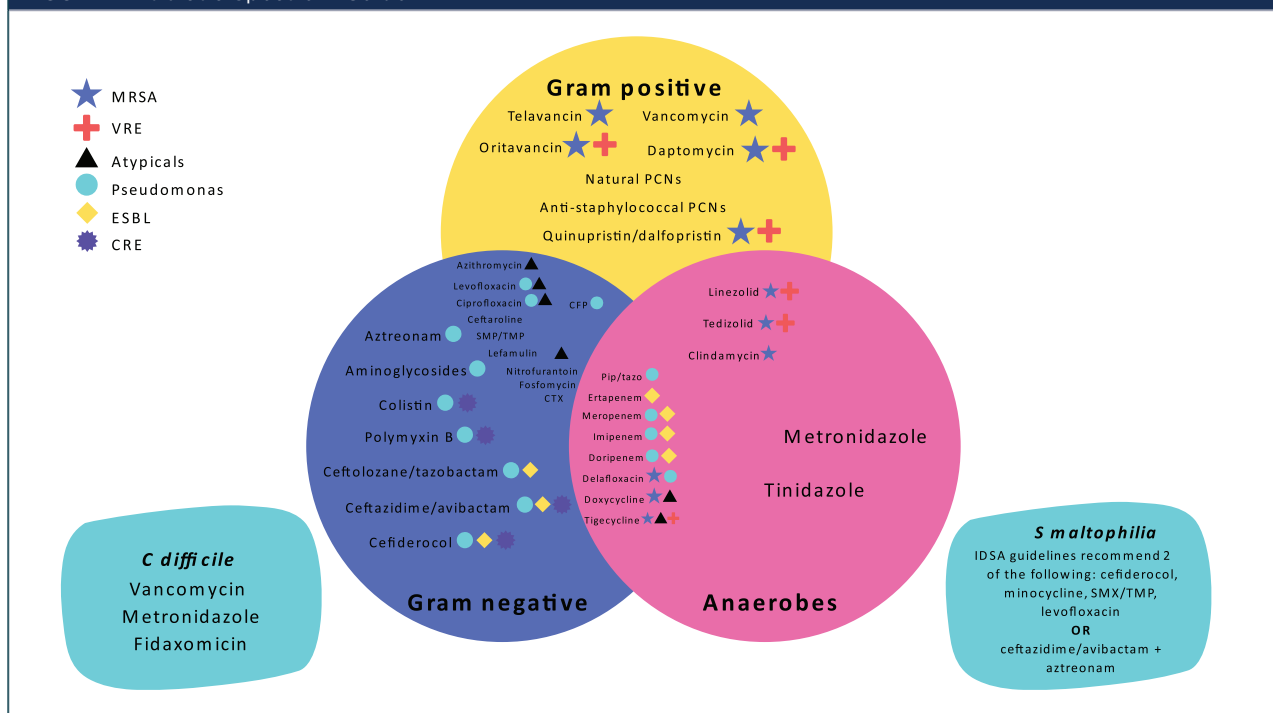 MRSA
VRE
Atypicals
Pseudomonas
ESBL
CRE
Gram positive
Telavancin
Vancomycin
Oritavancin
Daptomycin
Natural PCNs
Anti-staphylococcal PCNs
Quinupristin/dalfopristin
Azithromycin
Levofloxacin
Ciprofloxacin
CFP
Ceftaroline
SMP/TMP
Lefamulin
Nitrofurantoin
Fosfomycin
CTX
Aztreonam
Aminoglycosides
Colistin
Polymyxin B
Ceftolozane/tazobactam
Ceftazidime/avibactam
Cefiderocol
Gram negative
Linezolid
Tedizolid
Clindamycin
Pip/tazo
Ertapenem
Meropenem
Imipenem
Doripenem
Delafloxacin
Doxycycline
Tigecycline
Metronidazole
Tinidazole
Anaerobes
C difficile
Vancomycin
Metronidazole
Fidaxomicin
S maltophilia
IDSA guidelines recommend 2
of the following: cefiderocol,
minocycline, SMX/TMP,
levofloxacin
OR
ceftazidime/avibactam +
aztreonam